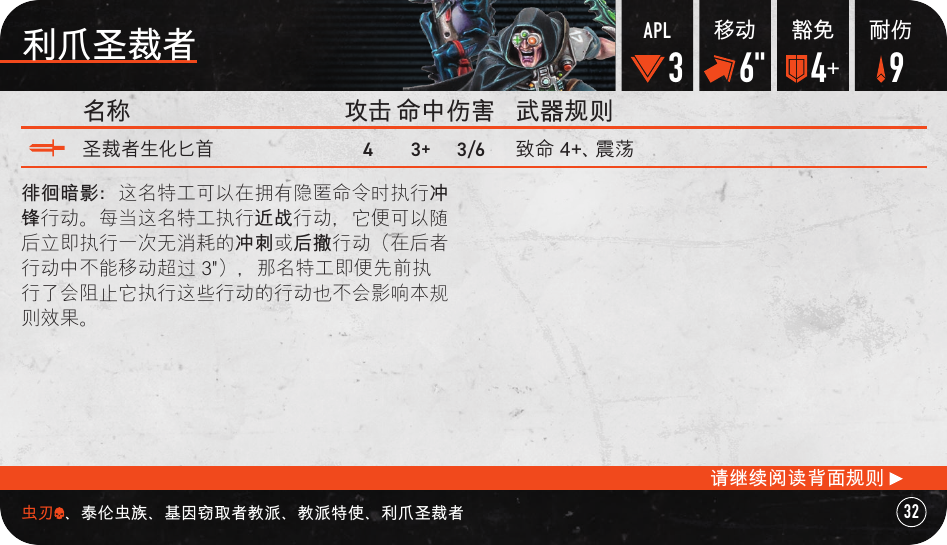 利爪圣裁者
APL 移动 豁免 耐伤
3 6" 4+ 9
名称 攻击 命中 伤害 武器规则
圣裁者生化匕首 4 3+ 3/6 致命 4+、震荡
徘徊暗影：这名特工可以在拥有隐匿命令时执行冲
锋行动。每当这名特工执行近战行动，它便可以随
后立即执行一次无消耗的冲刺或后撤行动（在后者
行动中不能移动超过 3"），那名特工即便先前执
行了会阻止它执行这些行动的行动也不会影响本规
则效果。
请继续阅读背面规则 ▶
虫刃、泰伦虫族、基因窃取者教派、教派特使、利爪圣裁者
32